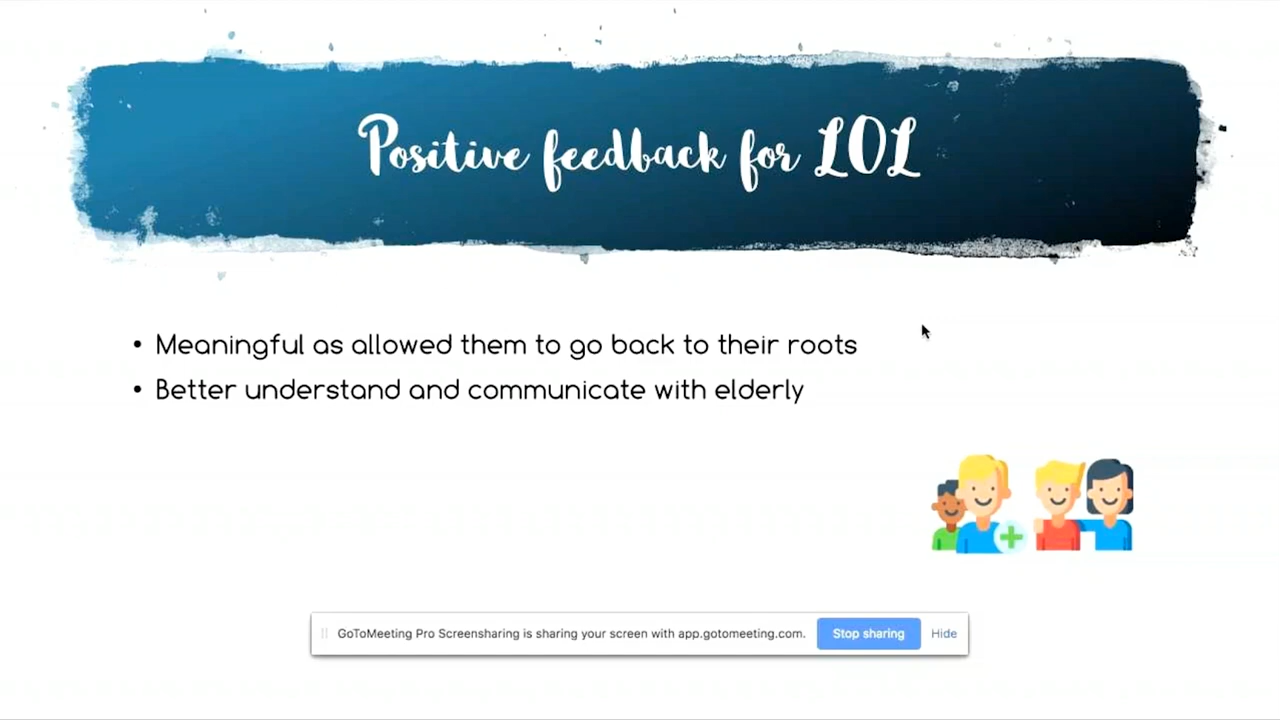 Positive feedback for LOL
• Meaningful as allowed them to go back to their roots
• Better understand and communicate with elderly
GoToMeeting Pro Screensharing is sharing your screen with app.gotomeeting.com. Stop sharing Hide